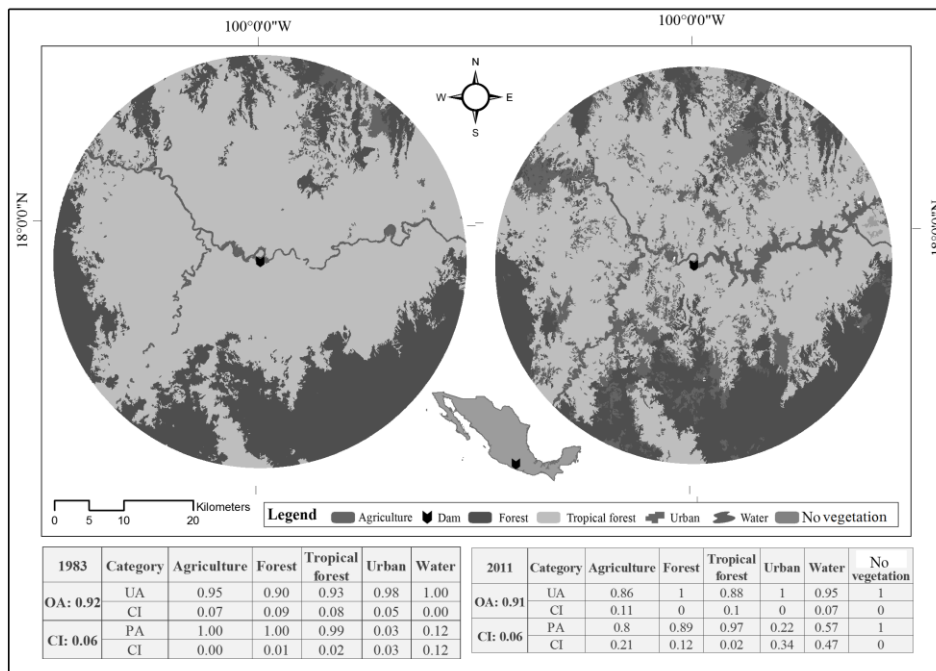 100°0'0"W
100°0'0"W
18°0'0"N
18°0'0"N
N
W E
S
0 5 10 20 Kilometers
Legend Agriculture Dam Forest Tropical forest Urban Water No vegetation
1983 Category Agriculture Forest Tropical forest Urban Water
OA: 0.92 UA 0.95 0.90 0.93 0.98 1.00
CI 0.07 0.09 0.08 0.05 0.00
CI: 0.06 PA 1.00 1.00 0.99 0.03 0.12
CI 0.00 0.01 0.02 0.03 0.12
2011 Category Agriculture Forest Tropical forest Urban Water No vegetation
OA: 0.91 UA 0.86 1 0.88 1 0.95 1
CI 0.11 0 0.1 0 0.07 0
CI: 0.06 PA 0.8 0.89 0.97 0.22 0.57 1
CI 0.21 0.12 0.02 0.34 0.47 0